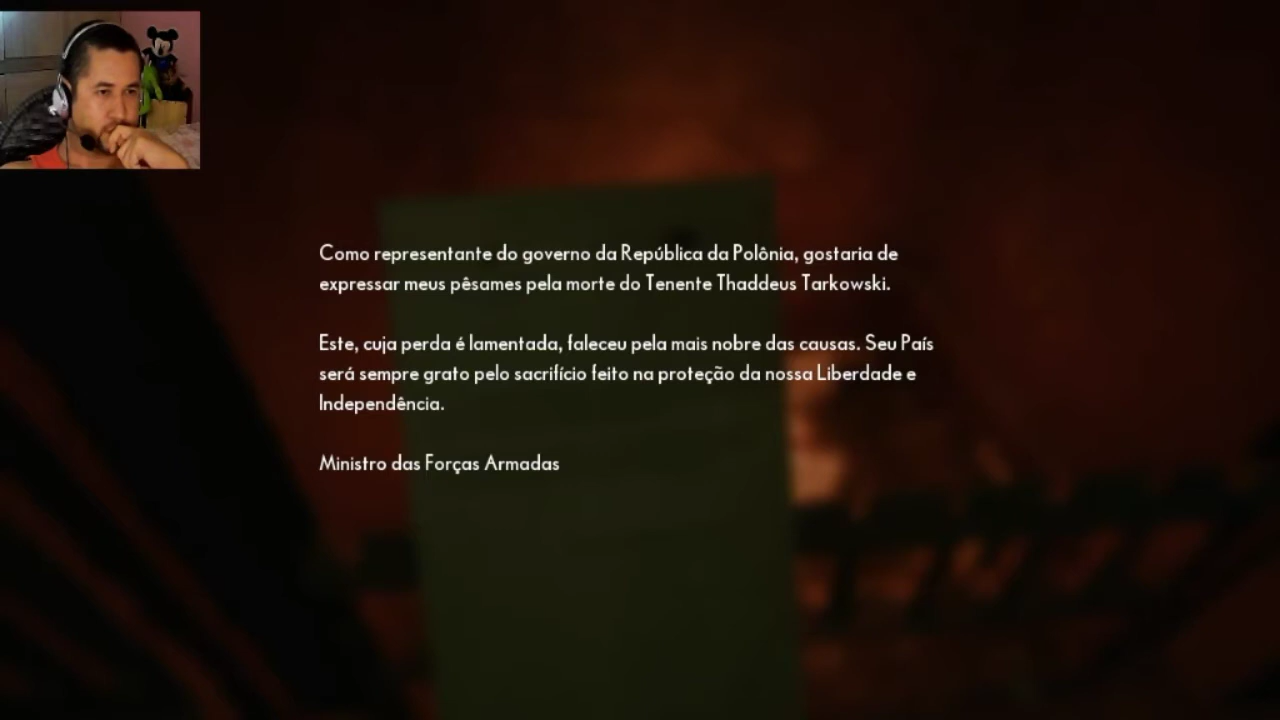 Como representante do governo da República da Polônia, gostaria de
expressar meus pêsames pela morte do Tenente Thaddeus Tarkowski.
Este, cuja perda é lamentada, faleceu pela mais nobre das causas. Seu País
será sempre grato pelo sacrifício feito na proteção da nossa Liberdade e
Independência.
Ministro das Forças Armadas